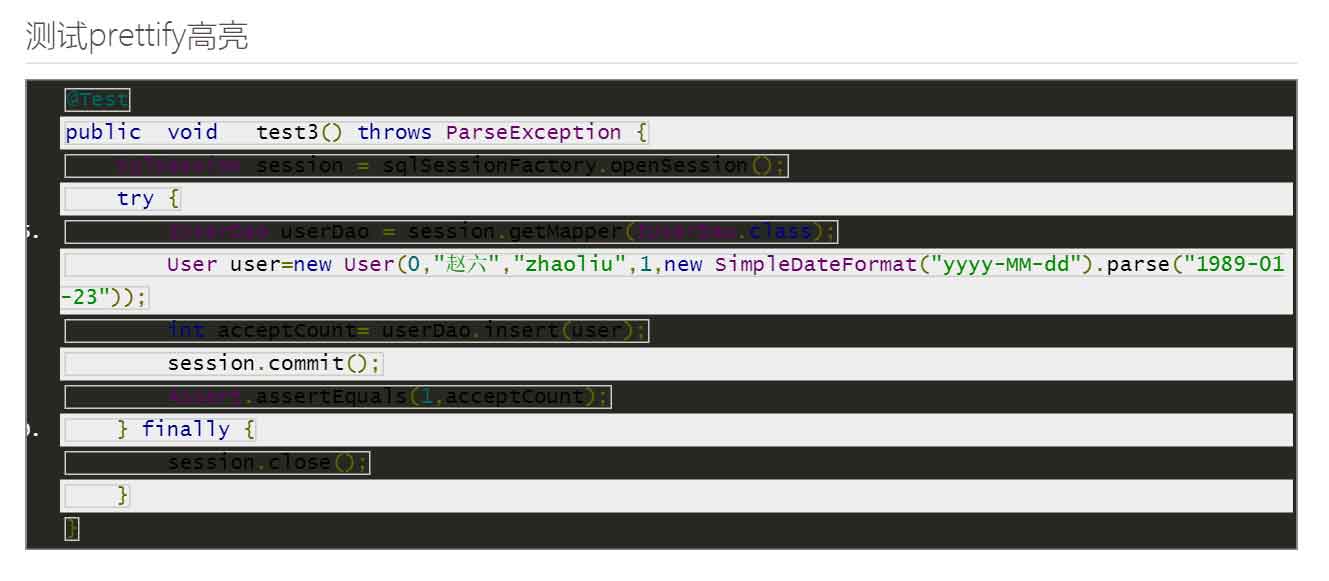 测试prettify高亮
@Test
public  void   test3() throws ParseException {
    SqlSession session = sqlSessionFactory.openSession();
    try {
5.        IUserDao userDao = session.getMapper(IUserDao.class);
        User user=new User(0,"赵六","zhaoliu",1,new SimpleDateFormat("yyyy-MM-dd").parse("1989-01
-23"));
        int acceptCount= userDao.insert(user);
        session.commit();
        Assert.assertEquals(1,acceptCount);
0.    } finally {
        session.close();
    }
}